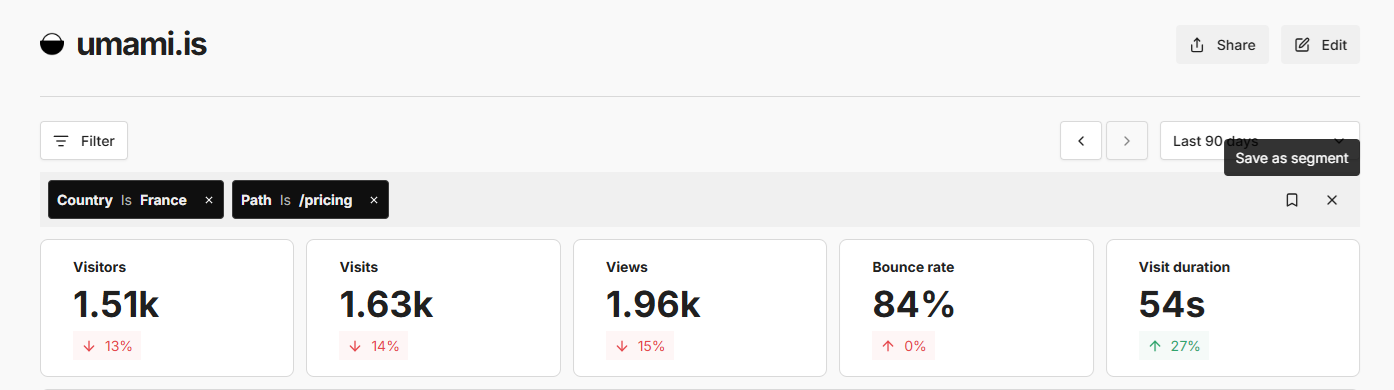 umami.is
Share
Edit
Filter
Last 90 days
Save as segment
Country Is France
Path Is /pricing
Visitors
1.51k
13%
Visits
1.63k
14%
Views
1.96k
15%
Bounce rate
84%
0%
Visit duration
54s
27%